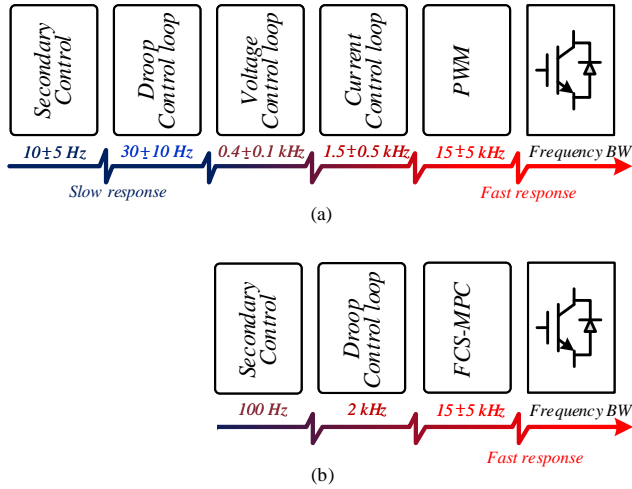 Secondary
Control
Droop
Control loop
Voltage
Control loop
Current
Control loop
PWM
10±5 Hz
30±10 Hz
0.4±0.1 kHz
1.5±0.5 kHz
15±5 kHz
Frequency BW
Slow response
Fast response
(a)
Secondary
Control
Droop
Control loop
FCS-MPC
100 Hz
2 kHz
15±5 kHz
Frequency BW
Fast response
(b)